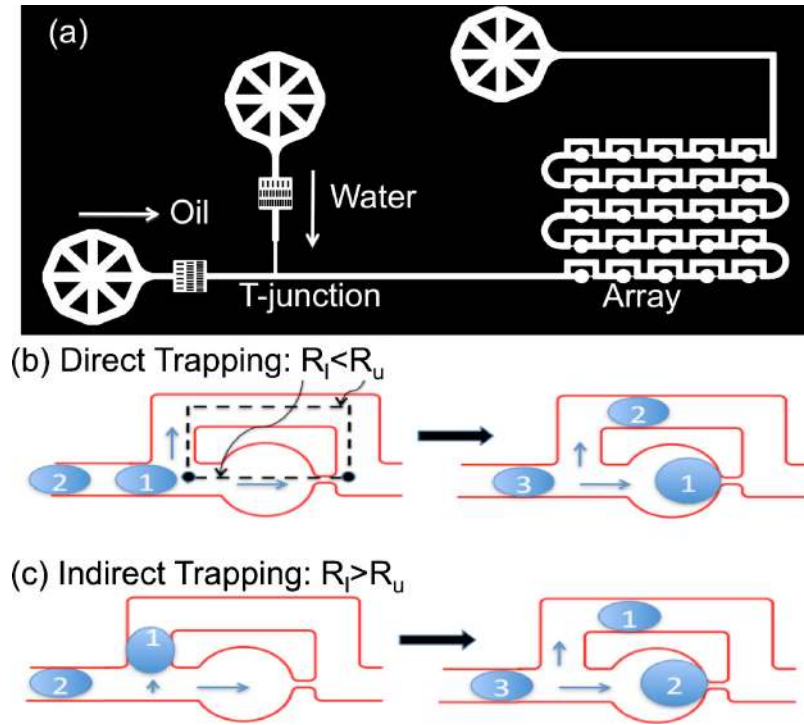 (a)
Oil
Water
T-junction
Array
(b) Direct Trapping: Rₗ<Rᵤ
2 1
2
3 1
(c) Indirect Trapping: Rₗ>Rᵤ
1
2
1
3 2